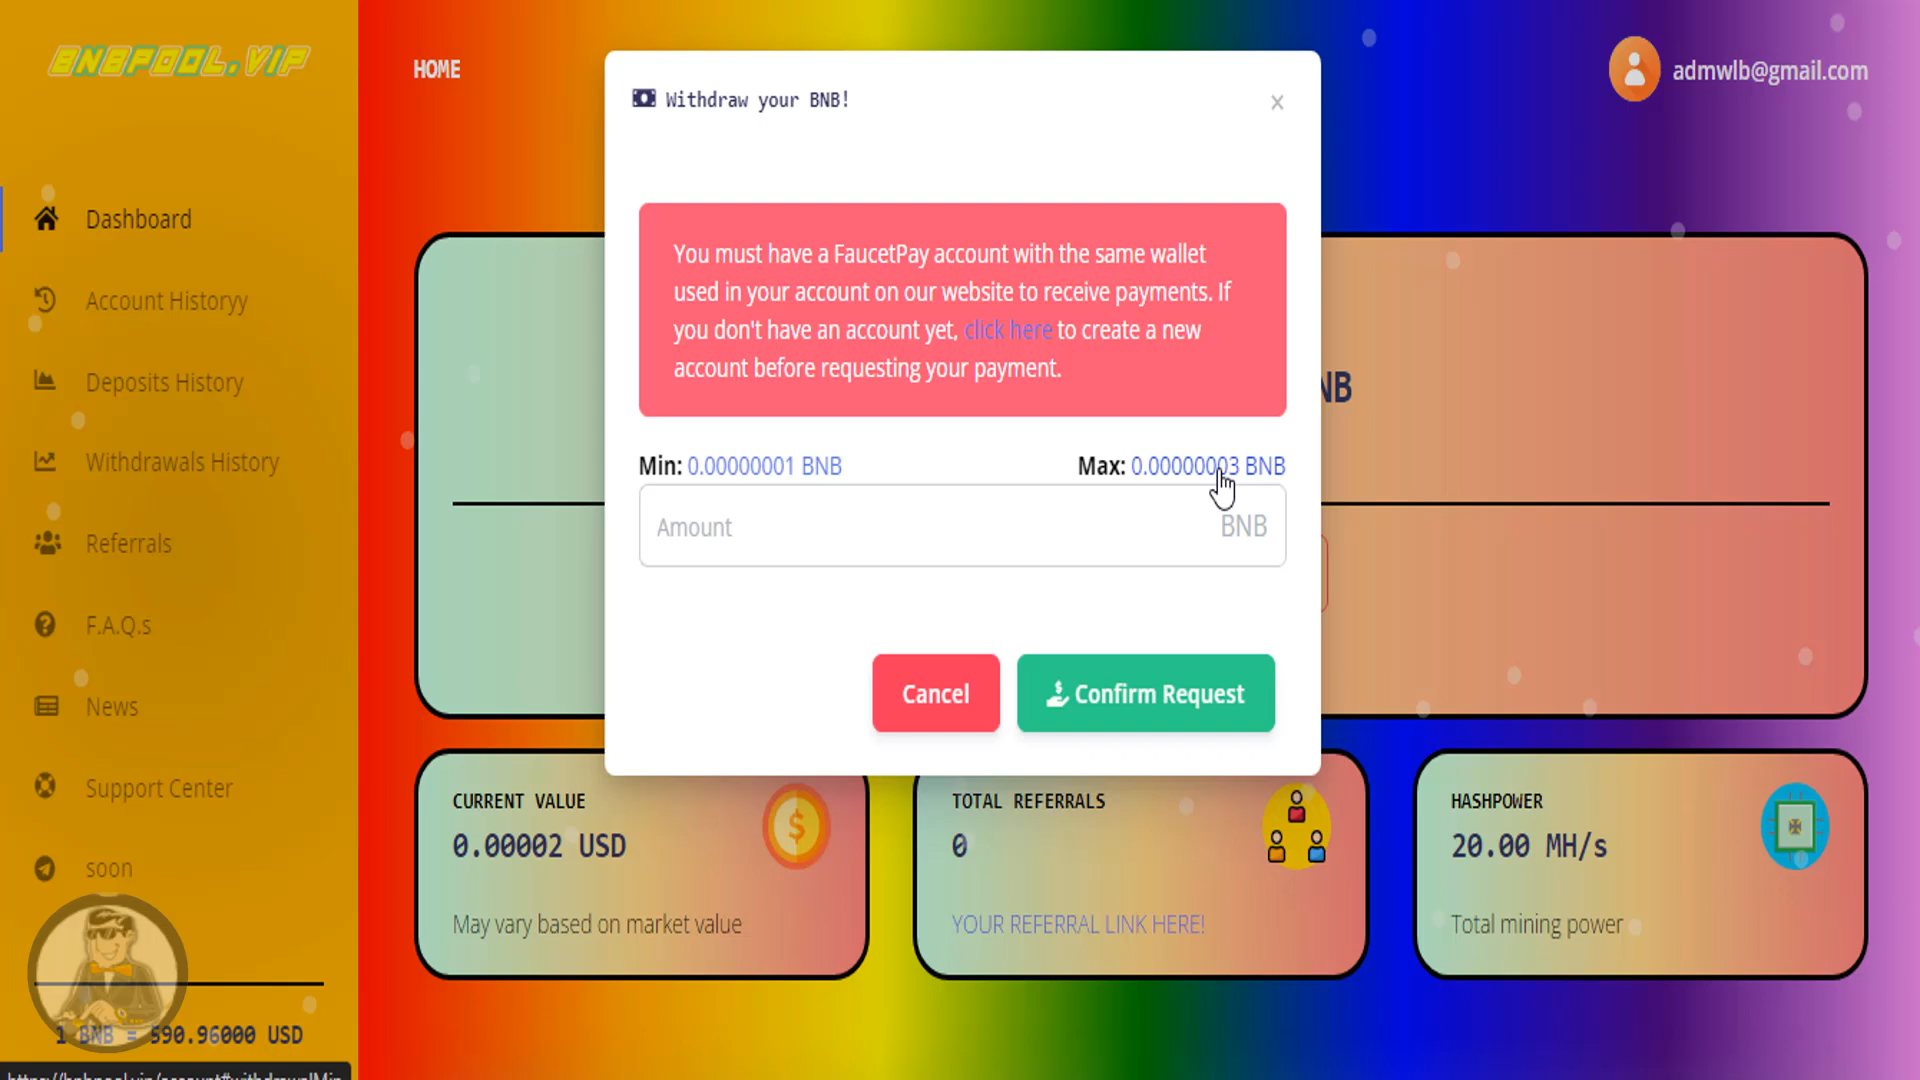 BNBPOOL.VIP
HOME
admwlb@gmail.com
Withdraw your BNB!
×
You must have a FaucetPay account with the same wallet
used in your account on our website to receive payments. If
you don't have an account yet, click here to create a new
account before requesting your payment.
Min: 0.00000001 BNB
Max: 0.00000003 BNB
Amount
BNB
Cancel
Confirm Request
NB
Dashboard
Account Historyy
Deposits History
Withdrawals History
Referrals
F.A.Q.s
News
Support Center
soon
1 BNB = 590.96000 USD
CURRENT VALUE
0.00002 USD
May vary based on market value
TOTAL REFERRALS
0
YOUR REFERRAL LINK HERE!
HASHPOWER
20.00 MH/s
Total mining power